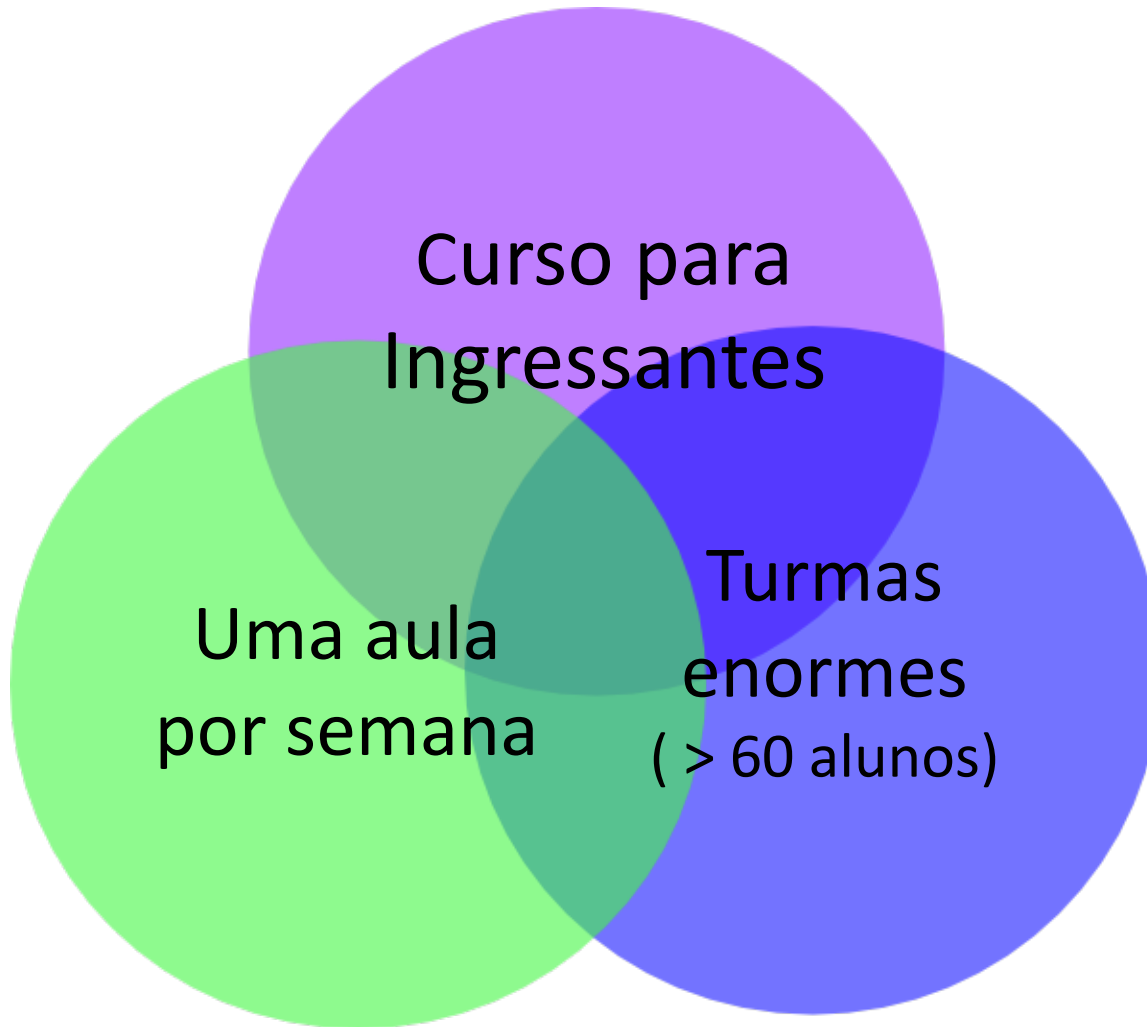 Curso para
Ingressantes
Uma aula
por semana
Turmas
enormes
( > 60 alunos)